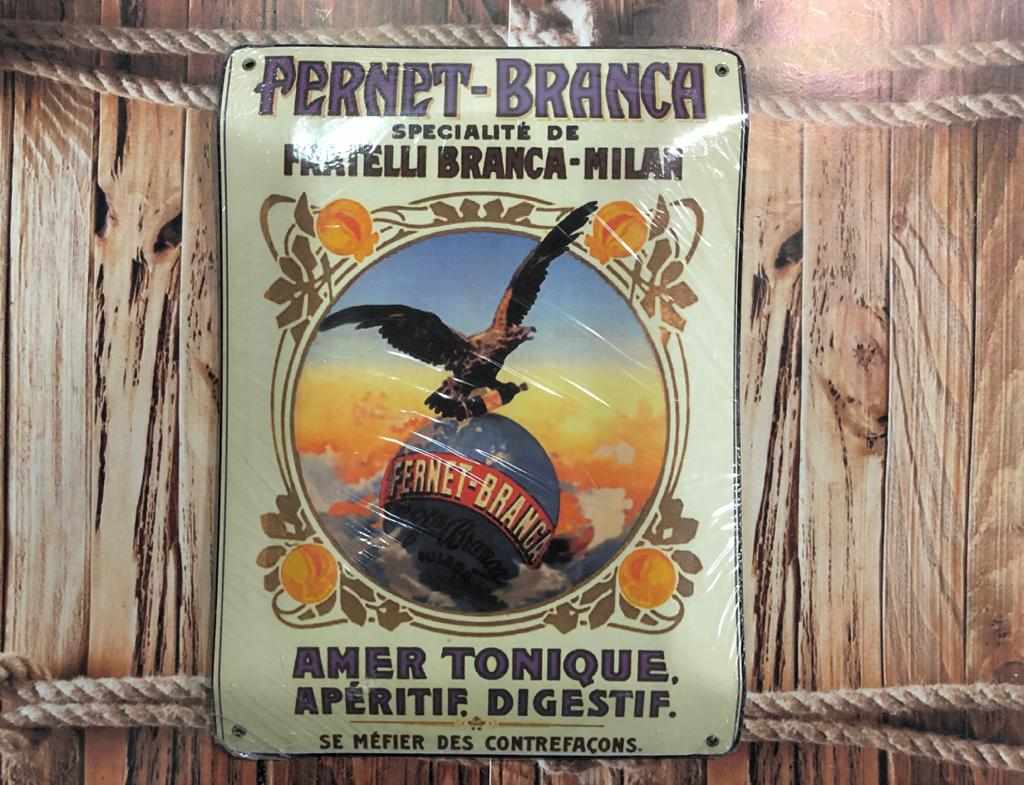 FERNET-BRANCA
SPECIALITÉ DE
FRATELLI BRANCA-MILAN
FERNET-BRANCA
AMER TONIQUE,
APÉRITIF, DIGESTIF.
SE MÉFIER DES CONTREFAÇONS.